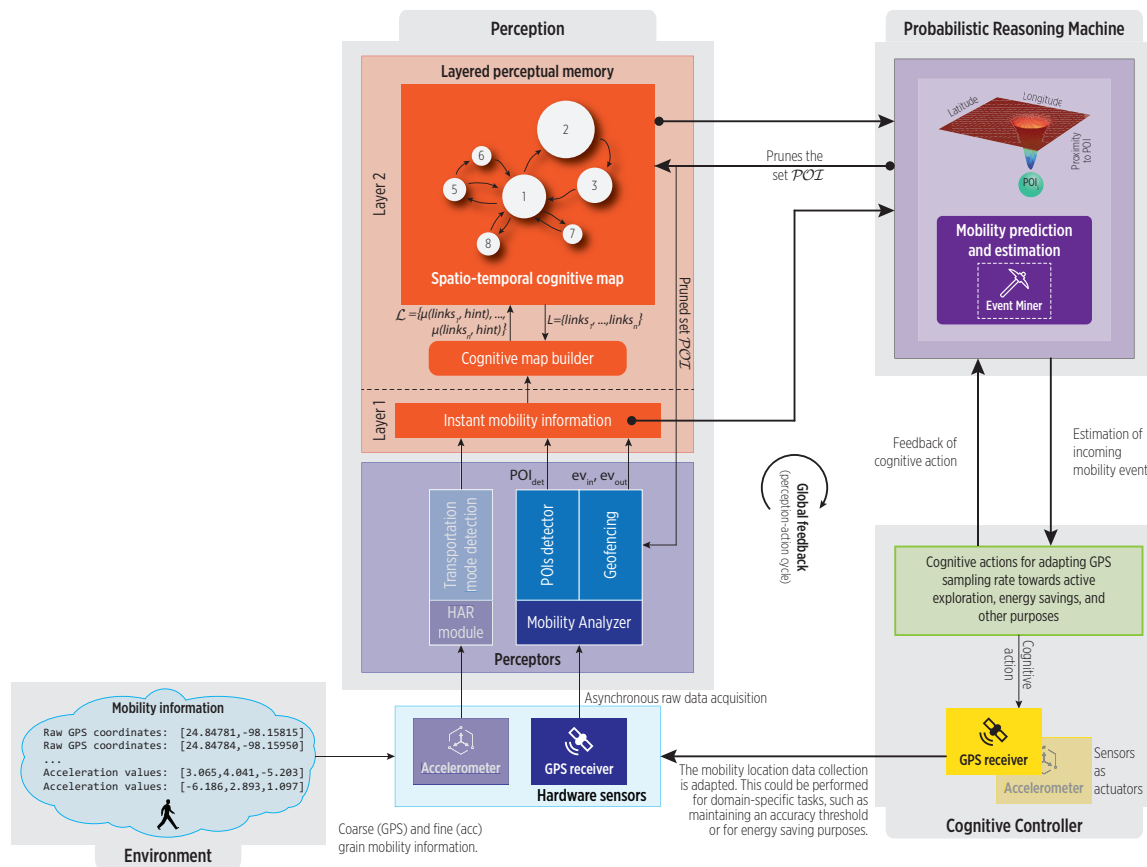 Perception
Layered perceptual memory
Layer 2
2
6
5
1
3
8
7
Spatio-temporal cognitive map
ℒ={μ(links₁, hint), ...,
μ(linksₙ, hint)}
L={links₁, ...,linksₙ}
Cognitive map builder
Layer 1
Instant mobility information
POI_det
ev_in, ev_out
Transportation
mode detection
HAR
module
POIs detector
Geofencing
Mobility Analyzer
Perceptors
Prunes the
set 𝒫𝒪ℐ
Pruned set 𝒫𝒪ℐ
Probabilistic Reasoning Machine
Latitude
Longitude
Proximity
to POI
POI
Mobility prediction
and estimation
Event Miner
Feedback of
cognitive action
Estimation of
incoming
mobility event
Global feedback
(perception-action cycle)
Cognitive actions for adapting GPS
sampling rate towards active
exploration, energy savings, and
other purposes
Cognitive
action
GPS receiver
Accelerometer
Sensors
as
actuators
Cognitive Controller
Asynchronous raw data acquisition
Accelerometer
GPS receiver
Hardware sensors
The mobility location data collection
is adapted. This could be performed
for domain-specific tasks, such as
maintaining an accuracy threshold
or for energy saving purposes.
Mobility information
Raw GPS coordinates: [24.84781,-98.15815]
Raw GPS coordinates: [24.84784,-98.15950]
...
Acceleration values: [3.065,4.041,-5.203]
Acceleration values: [-6.186,2.893,1.097]
Environment
Coarse (GPS) and fine (acc)
grain mobility information.